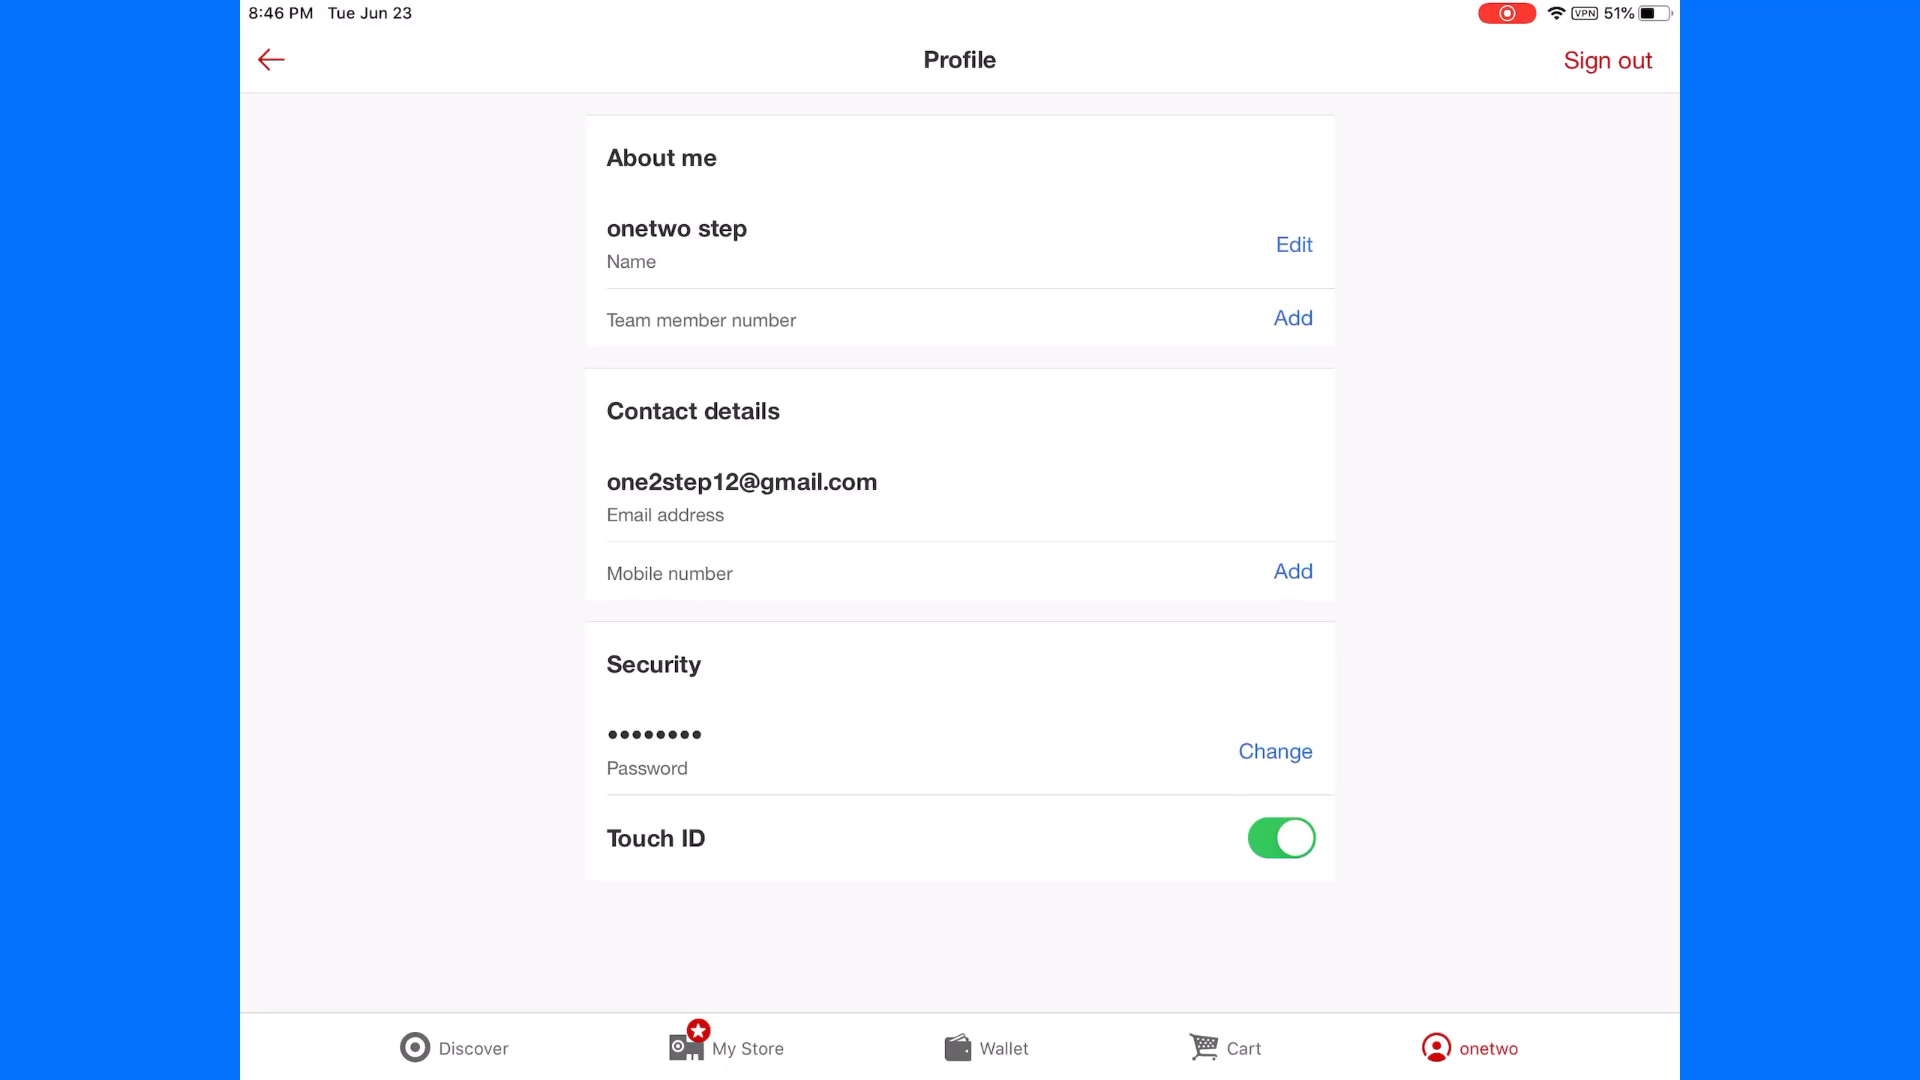 8:46 PM Tue Jun 23
VPN 51%
Profile
Sign out
About me
onetwo step
Name
Edit
Team member number
Add
Contact details
one2step12@gmail.com
Email address
Mobile number
Add
Security
••••••••
Password
Change
Touch ID
Discover
My Store
Wallet
Cart
onetwo